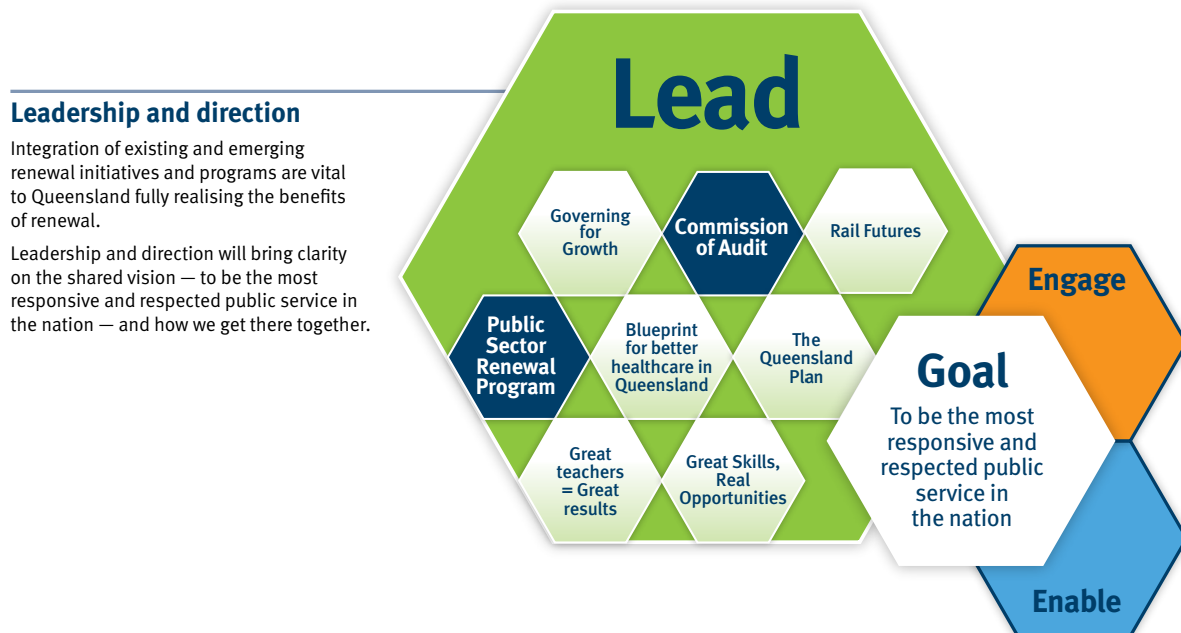 Leadership and direction
Integration of existing and emerging
renewal initiatives and programs are vital
to Queensland fully realising the benefits
of renewal.
Leadership and direction will bring clarity
on the shared vision — to be the most
responsive and respected public service in
the nation — and how we get there together.
Lead
Governing
for
Growth
Commission
of Audit
Rail Futures
Public
Sector
Renewal
Program
Blueprint
for better
healthcare in
Queensland
The
Queensland
Plan
Great
teachers
= Great
results
Great Skills,
Real
Opportunities
Engage
Goal
To be the most
responsive and
respected public
service in
the nation
Enable